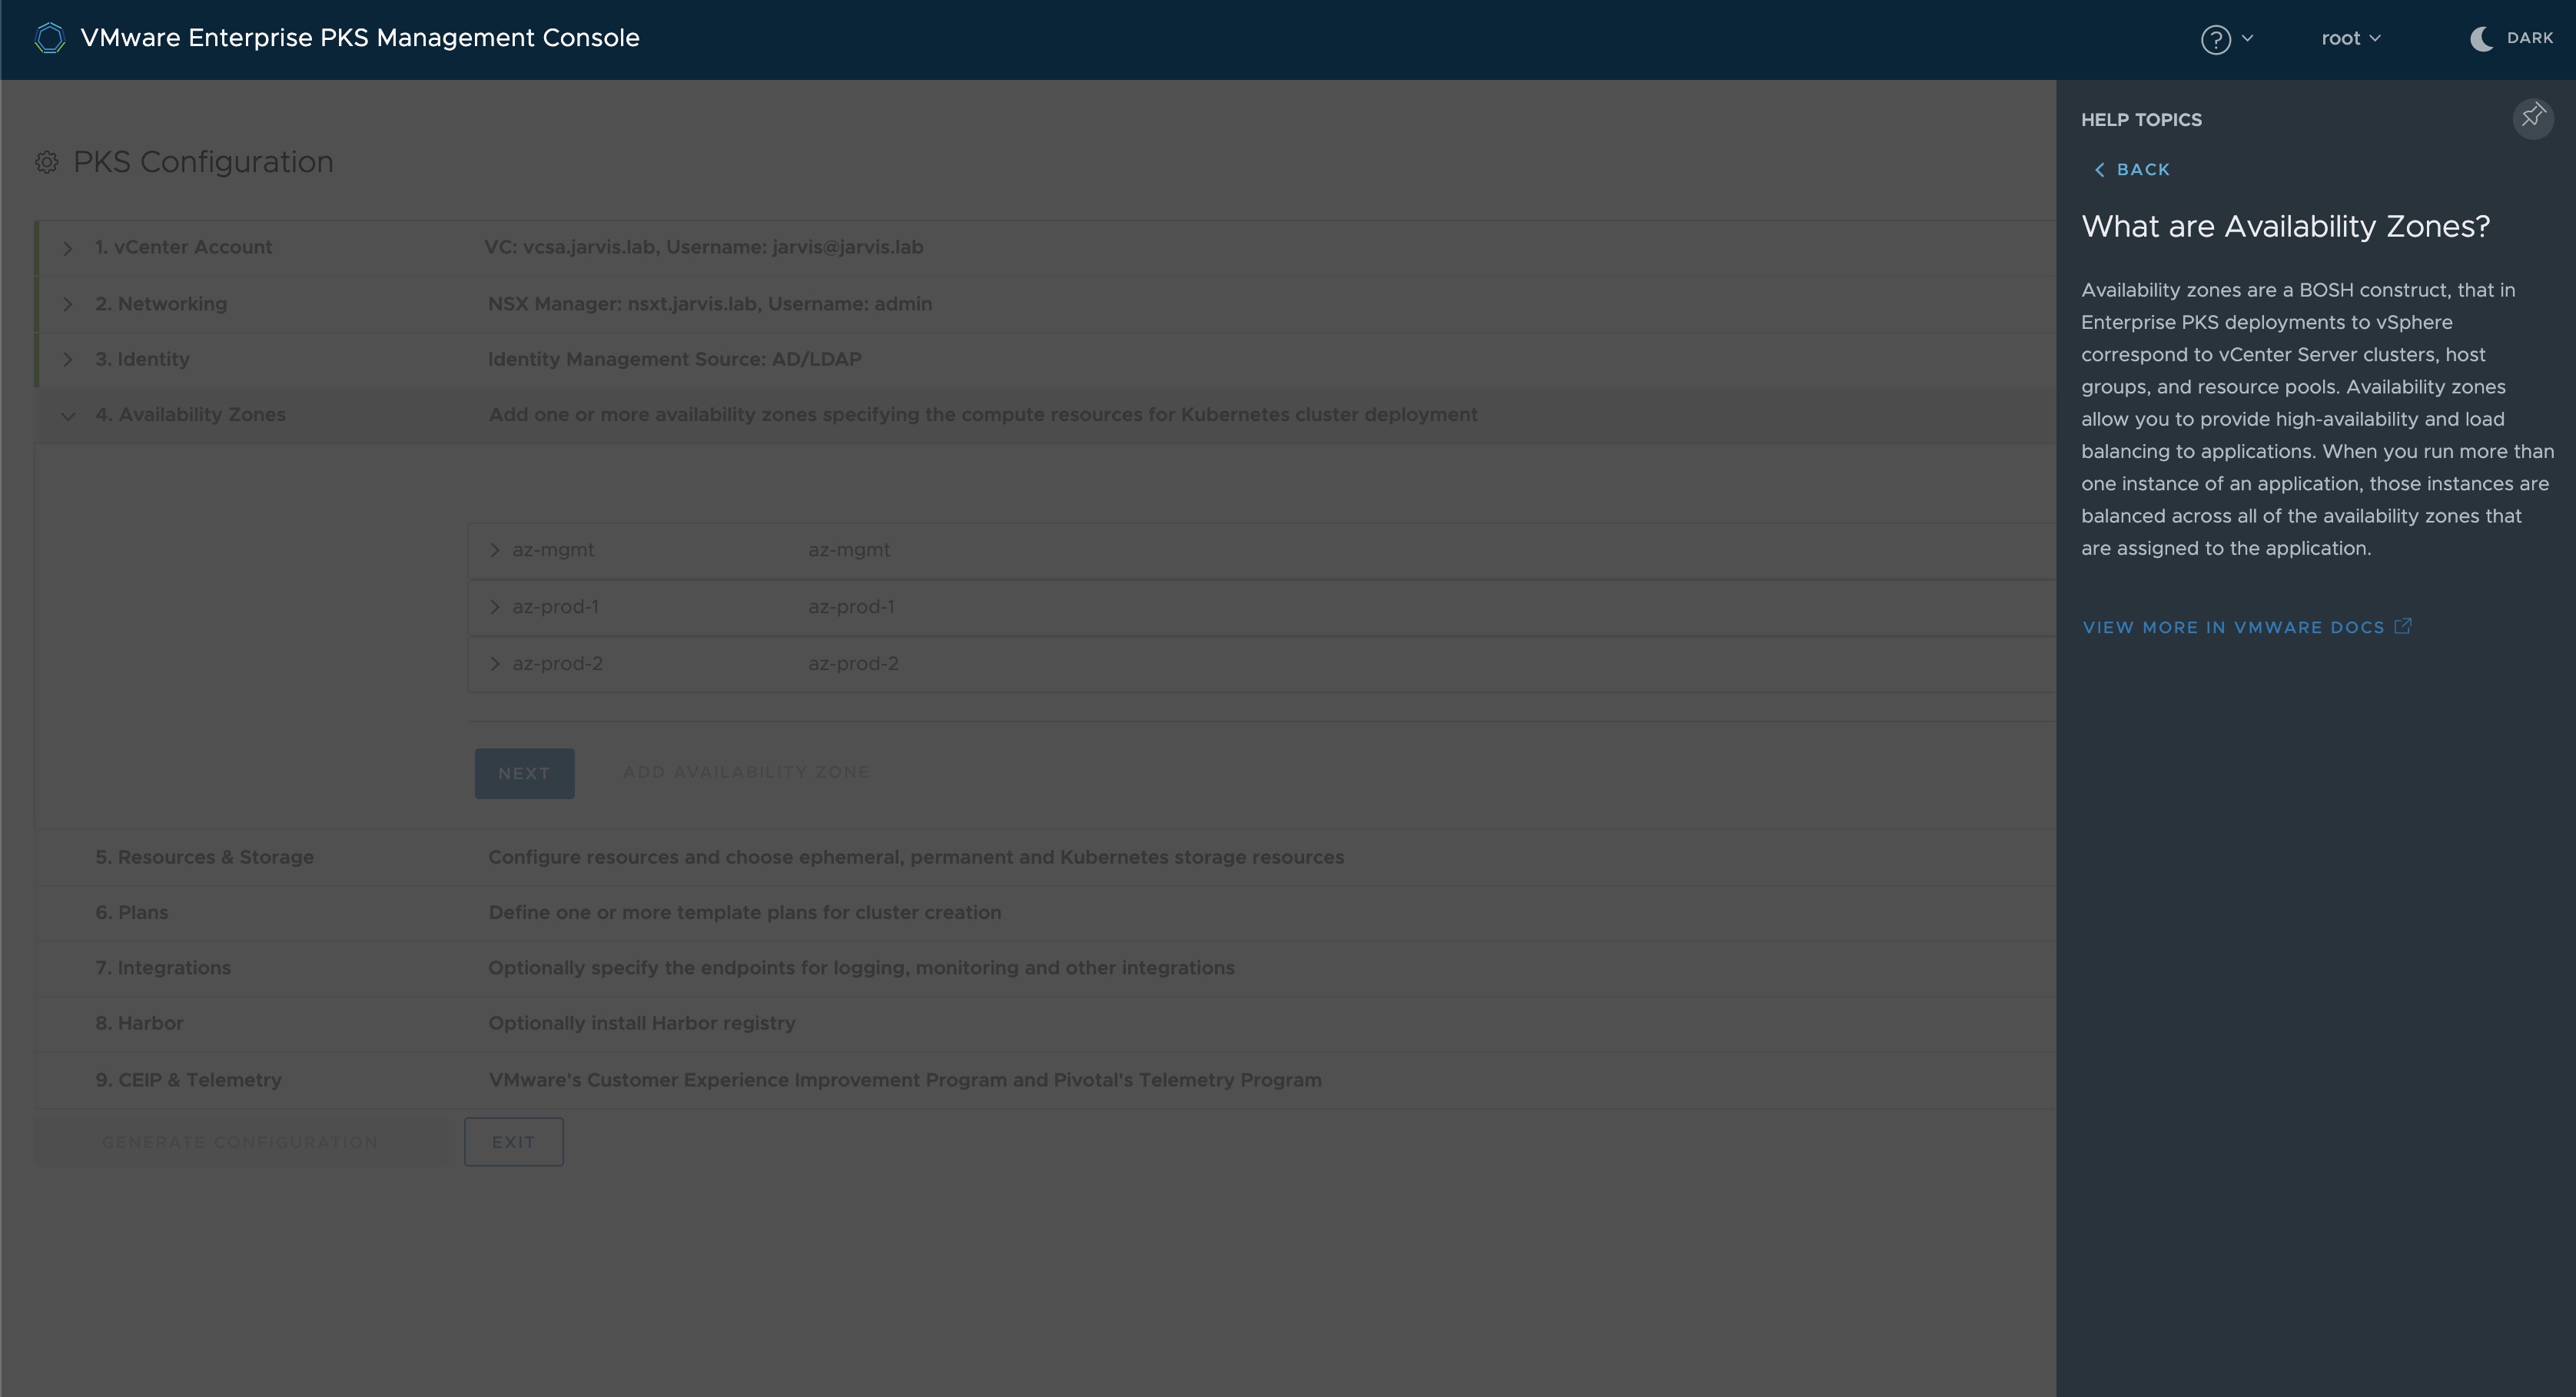 VMware Enterprise PKS Management Console
?
root
DARK
PKS Configuration
1. vCenter Account VC: vcsa.jarvis.lab, Username: jarvis@jarvis.lab
2. Networking NSX Manager: nsxt.jarvis.lab, Username: admin
3. Identity Identity Management Source: AD/LDAP
4. Availability Zones Add one or more availability zones specifying the compute resources for Kubernetes cluster deployment
az-mgmt az-mgmt
az-prod-1 az-prod-1
az-prod-2 az-prod-2
NEXT ADD AVAILABILITY ZONE
5. Resources & Storage Configure resources and choose ephemeral, permanent and Kubernetes storage resources
6. Plans Define one or more template plans for cluster creation
7. Integrations Optionally specify the endpoints for logging, monitoring and other integrations
8. Harbor Optionally install Harbor registry
9. CEIP & Telemetry VMware's Customer Experience Improvement Program and Pivotal's Telemetry Program
GENERATE CONFIGURATION EXIT
HELP TOPICS
BACK
What are Availability Zones?
Availability zones are a BOSH construct, that in
Enterprise PKS deployments to vSphere
correspond to vCenter Server clusters, host
groups, and resource pools. Availability zones
allow you to provide high-availability and load
balancing to applications. When you run more than
one instance of an application, those instances are
balanced across all of the availability zones that
are assigned to the application.
VIEW MORE IN VMWARE DOCS